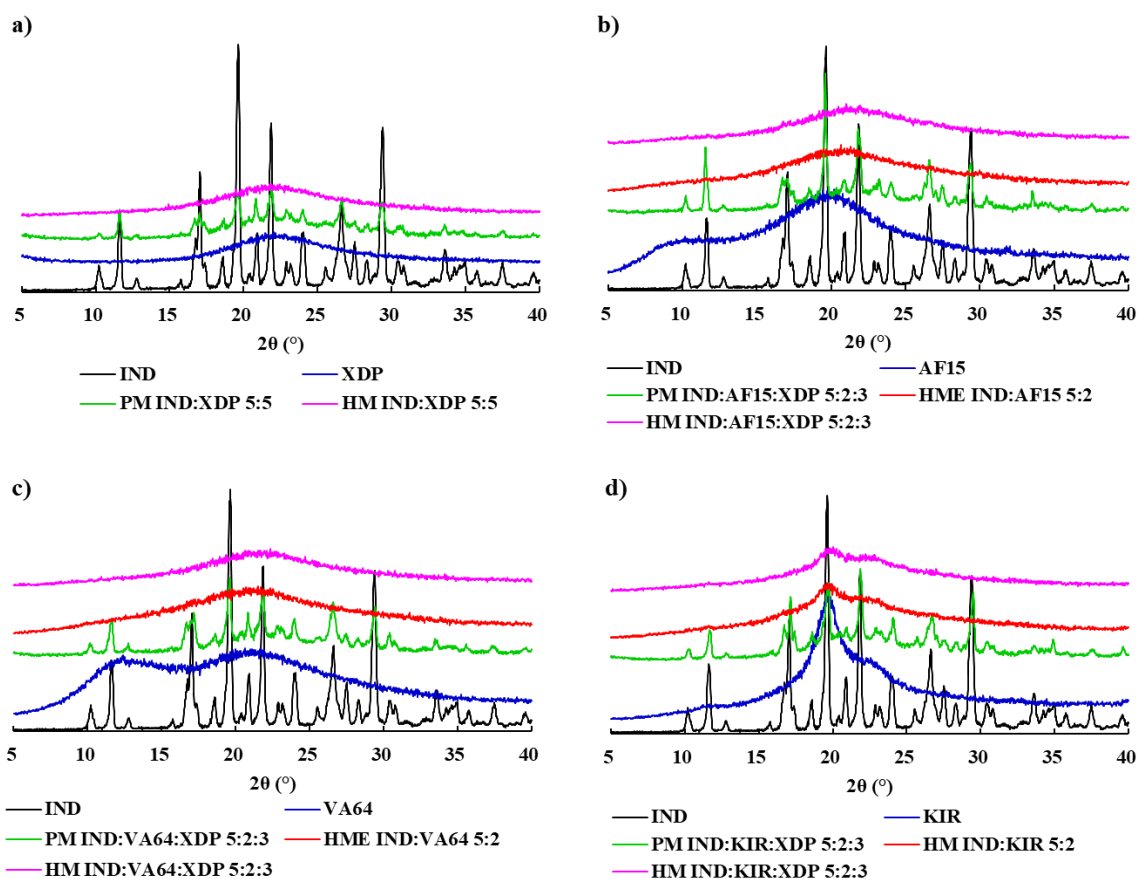 a)
5 10 15 20 25 30 35 40
2θ (°)
IND XDP
PM IND:XDP 5:5 HM IND:XDP 5:5
b)
5 10 15 20 25 30 35 40
2θ (°)
IND AF15
PM IND:AF15:XDP 5:2:3 HME IND:AF15 5:2
HM IND:AF15:XDP 5:2:3
c)
5 10 15 20 25 30 35 40
2θ (°)
IND VA64
PM IND:VA64:XDP 5:2:3 HME IND:VA64 5:2
HM IND:VA64:XDP 5:2:3
d)
5 10 15 20 25 30 35 40
2θ (°)
IND KIR
PM IND:KIR:XDP 5:2:3 HM IND:KIR 5:2
HM IND:KIR:XDP 5:2:3